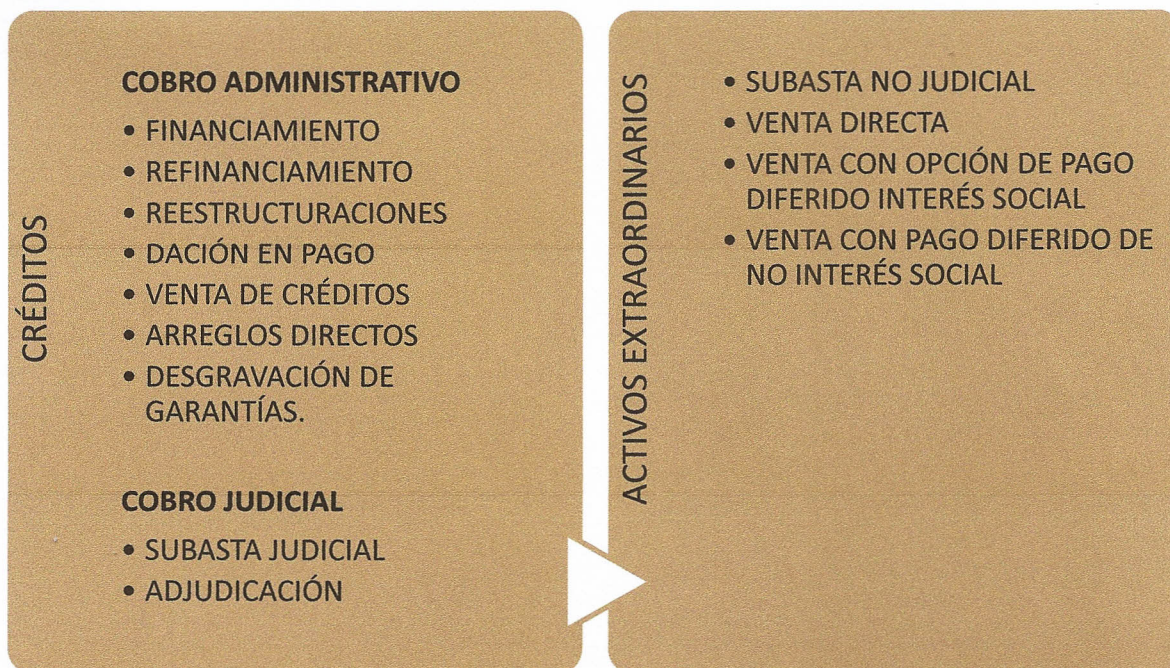 CRÉDITOS
COBRO ADMINISTRATIVO
• FINANCIAMIENTO
• REFINANCIAMIENTO
• REESTRUCTURACIONES
• DACIÓN EN PAGO
• VENTA DE CRÉDITOS
• ARREGLOS DIRECTOS
• DESGRAVACIÓN DE
GARANTÍAS.
COBRO JUDICIAL
• SUBASTA JUDICIAL
• ADJUDICACIÓN
ACTIVOS EXTRAORDINARIOS
• SUBASTA NO JUDICIAL
• VENTA DIRECTA
• VENTA CON OPCIÓN DE PAGO
DIFERIDO INTERÉS SOCIAL
• VENTA CON PAGO DIFERIDO DE
NO INTERÉS SOCIAL